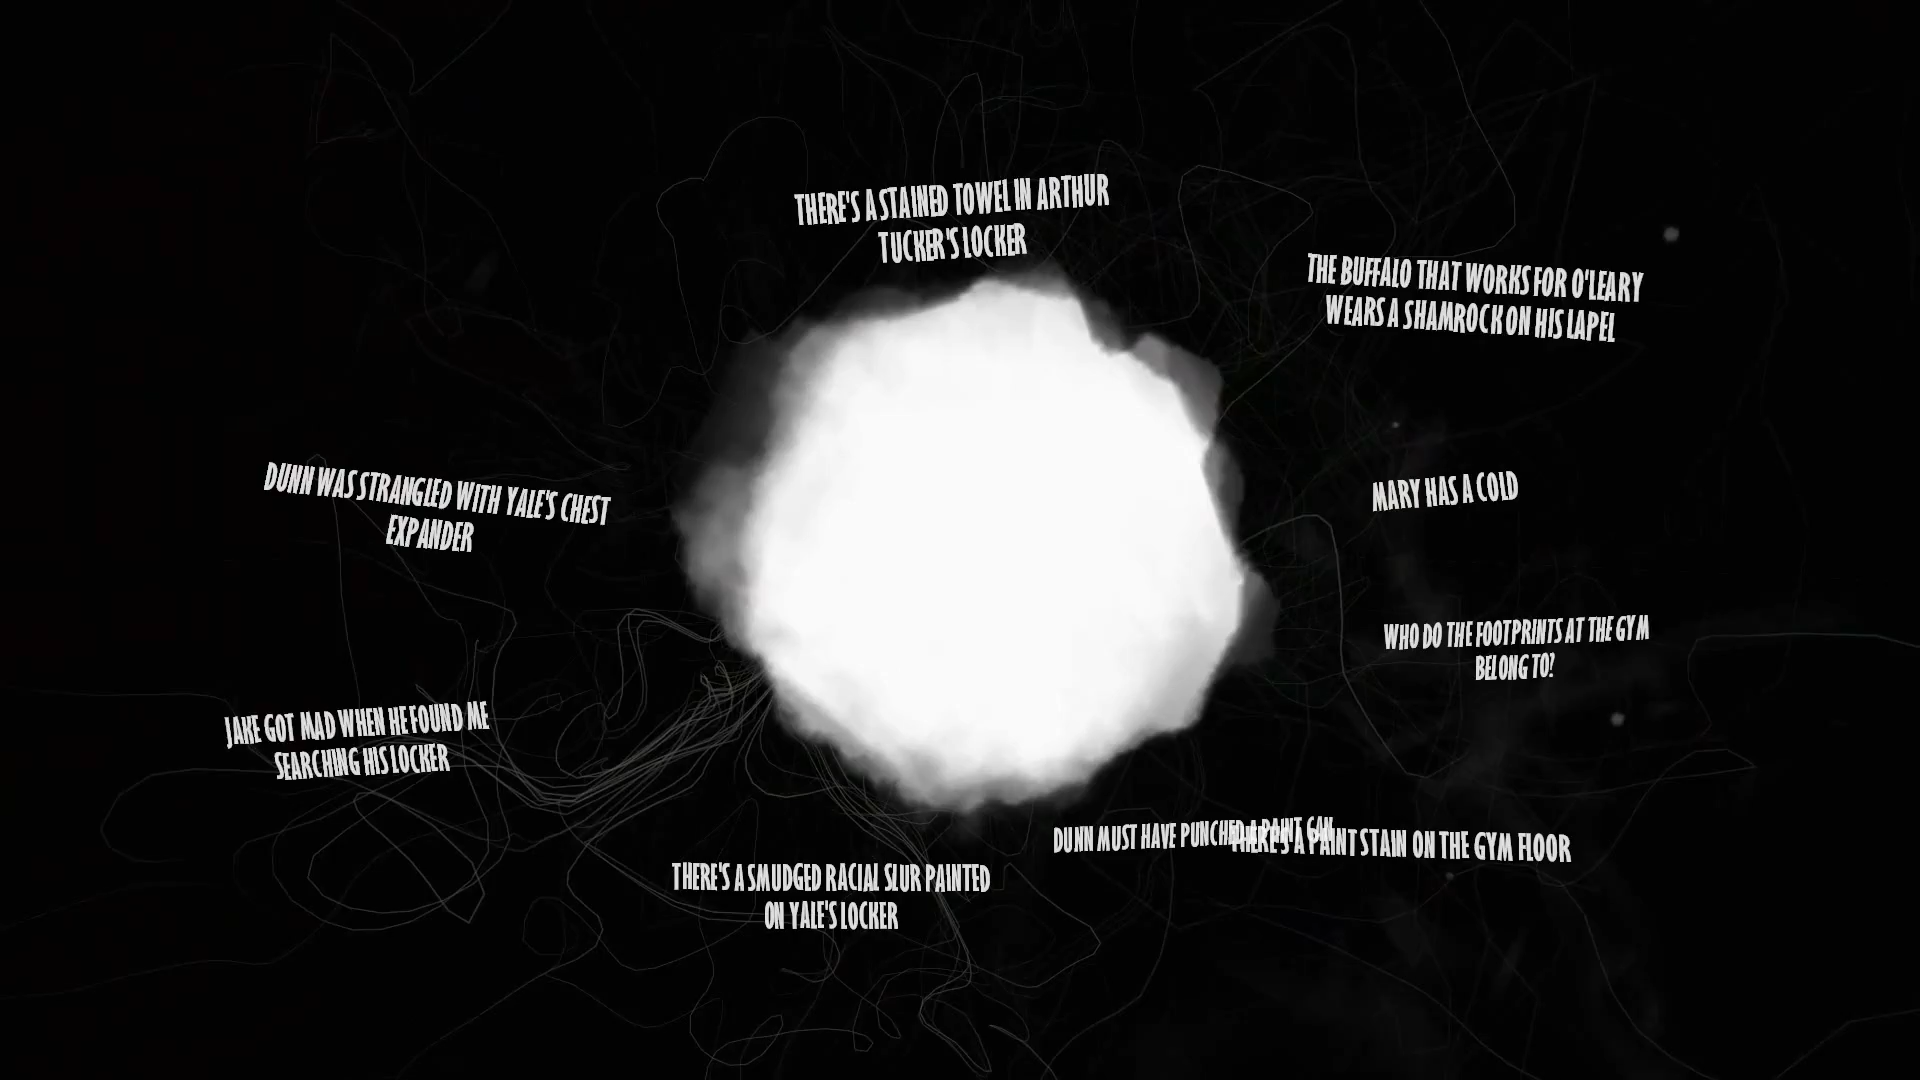 THERE'S A STAINED TOWEL IN ARTHUR
TUCKER'S LOCKER
THE BUFFALO THAT WORKS FOR O'LEARY
WEARS A SHAMROCK ON HIS LAPEL
DUNN WAS STRANGLED WITH YALE'S CHEST
EXPANDER
MARY HAS A COLD
WHO DO THE FOOTPRINTS AT THE GYM
BELONG TO?
JAKE GOT MAD WHEN HE FOUND ME
SEARCHING HIS LOCKER
DUNN MUST HAVE PUNCHED A PAINT CAN
THERE'S A PAINT STAIN ON THE GYM FLOOR
THERE'S A SMUDGED RACIAL SLUR PAINTED
ON YALE'S LOCKER